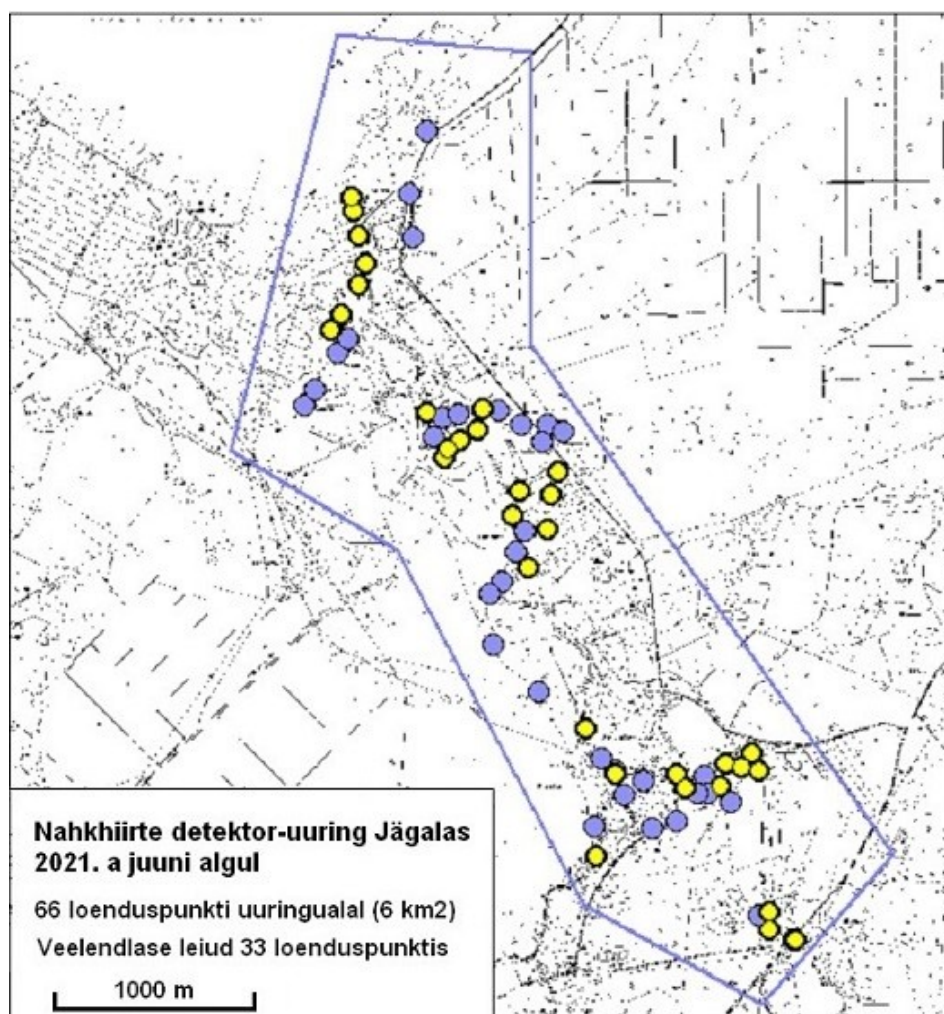 Nahkhiirte detektor-uuring Jägalas
2021. a juuni algul
66 loenduspunkti uuringualal (6 km2)
Veelendlase leiud 33 loenduspunktis
1000 m